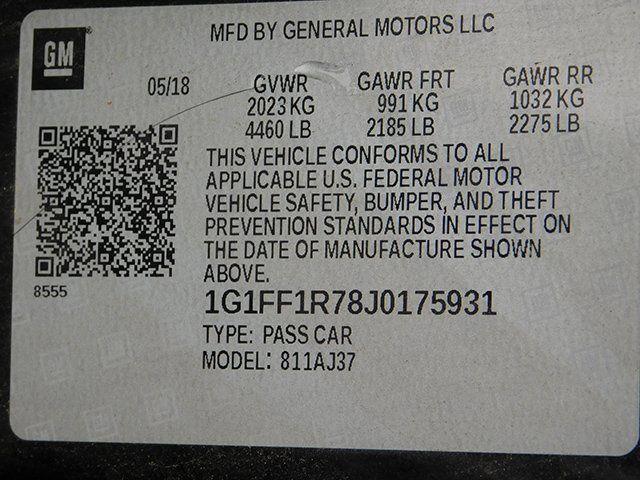 GM
MFD BY GENERAL MOTORS LLC
05/18 GVWR GAWR FRT GAWR RR
2023 KG 991 KG 1032 KG
4460 LB 2185 LB 2275 LB
THIS VEHICLE CONFORMS TO ALL
APPLICABLE U.S. FEDERAL MOTOR
VEHICLE SAFETY, BUMPER, AND THEFT
PREVENTION STANDARDS IN EFFECT ON
THE DATE OF MANUFACTURE SHOWN
ABOVE.
8555
1G1FF1R78J0175931
TYPE: PASS CAR
MODEL: 811AJ37